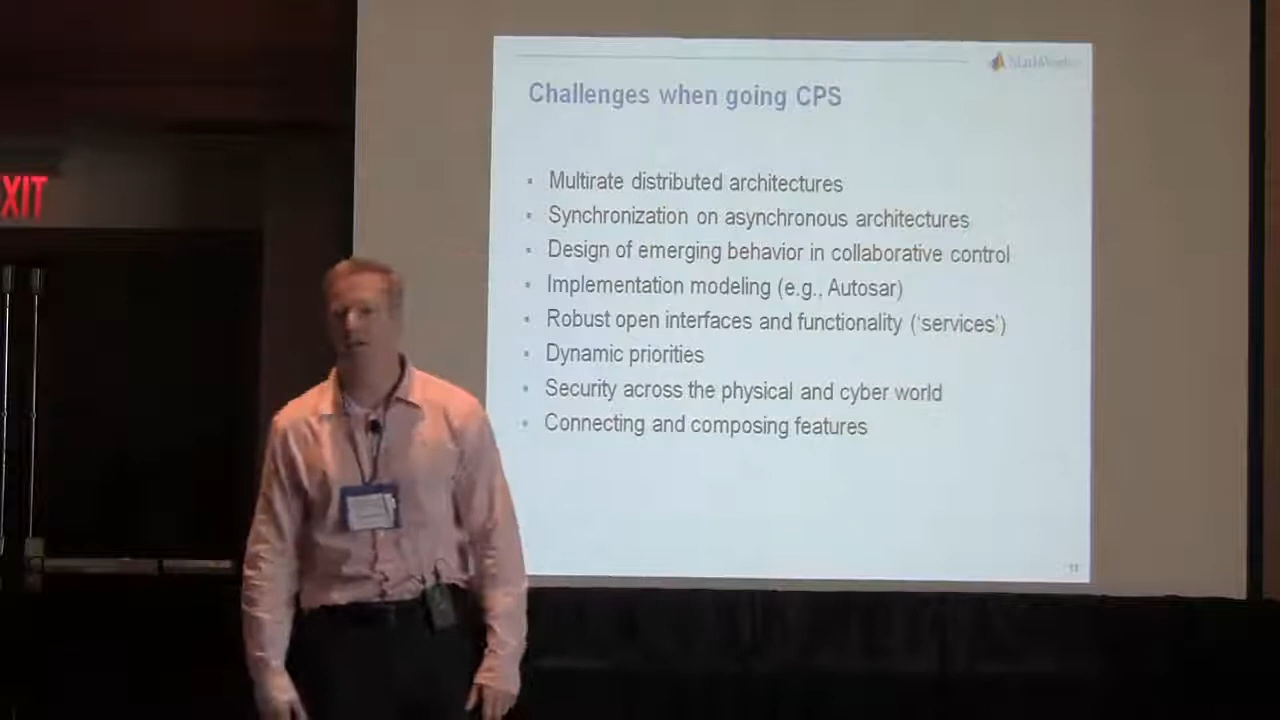 MathWorks
Challenges when going CPS
XIT
Multirate distributed architectures
Synchronization on asynchronous architectures
Design of emerging behavior in collaborative control
Implementation modeling (e.g., Autosar)
Robust open interfaces and functionality ('services')
Dynamic priorities
Security across the physical and cyber world
Connecting and composing features